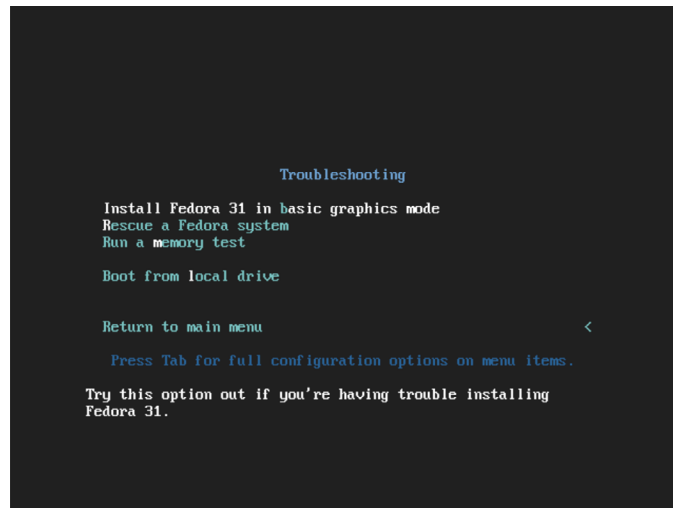 Troubleshooting
Install Fedora 31 in basic graphics mode
Rescue a Fedora system
Run a memory test
Boot from local drive
Return to main menu <
Press Tab for full configuration options on menu items.
Try this option out if you're having trouble installing
Fedora 31.